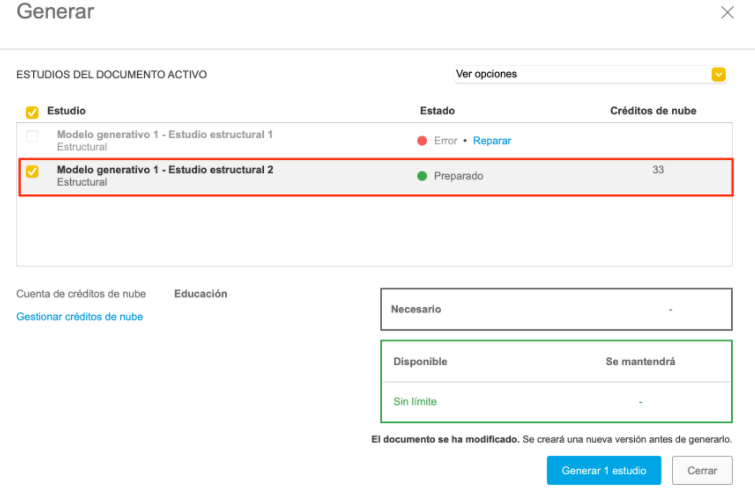 Generar
ESTUDIOS DEL DOCUMENTO ACTIVO Ver opciones
Estudio Estado Créditos de nube
Modelo generativo 1 - Estudio estructural 1
Estructural
Error • Reparar
Modelo generativo 1 - Estudio estructural 2
Estructural
Preparado 33
Cuenta de créditos de nube Educación
Gestionar créditos de nube
Necesario -
Disponible Se mantendrá
Sin límite -
El documento se ha modificado. Se creará una nueva versión antes de generarlo.
Generar 1 estudio Cerrar